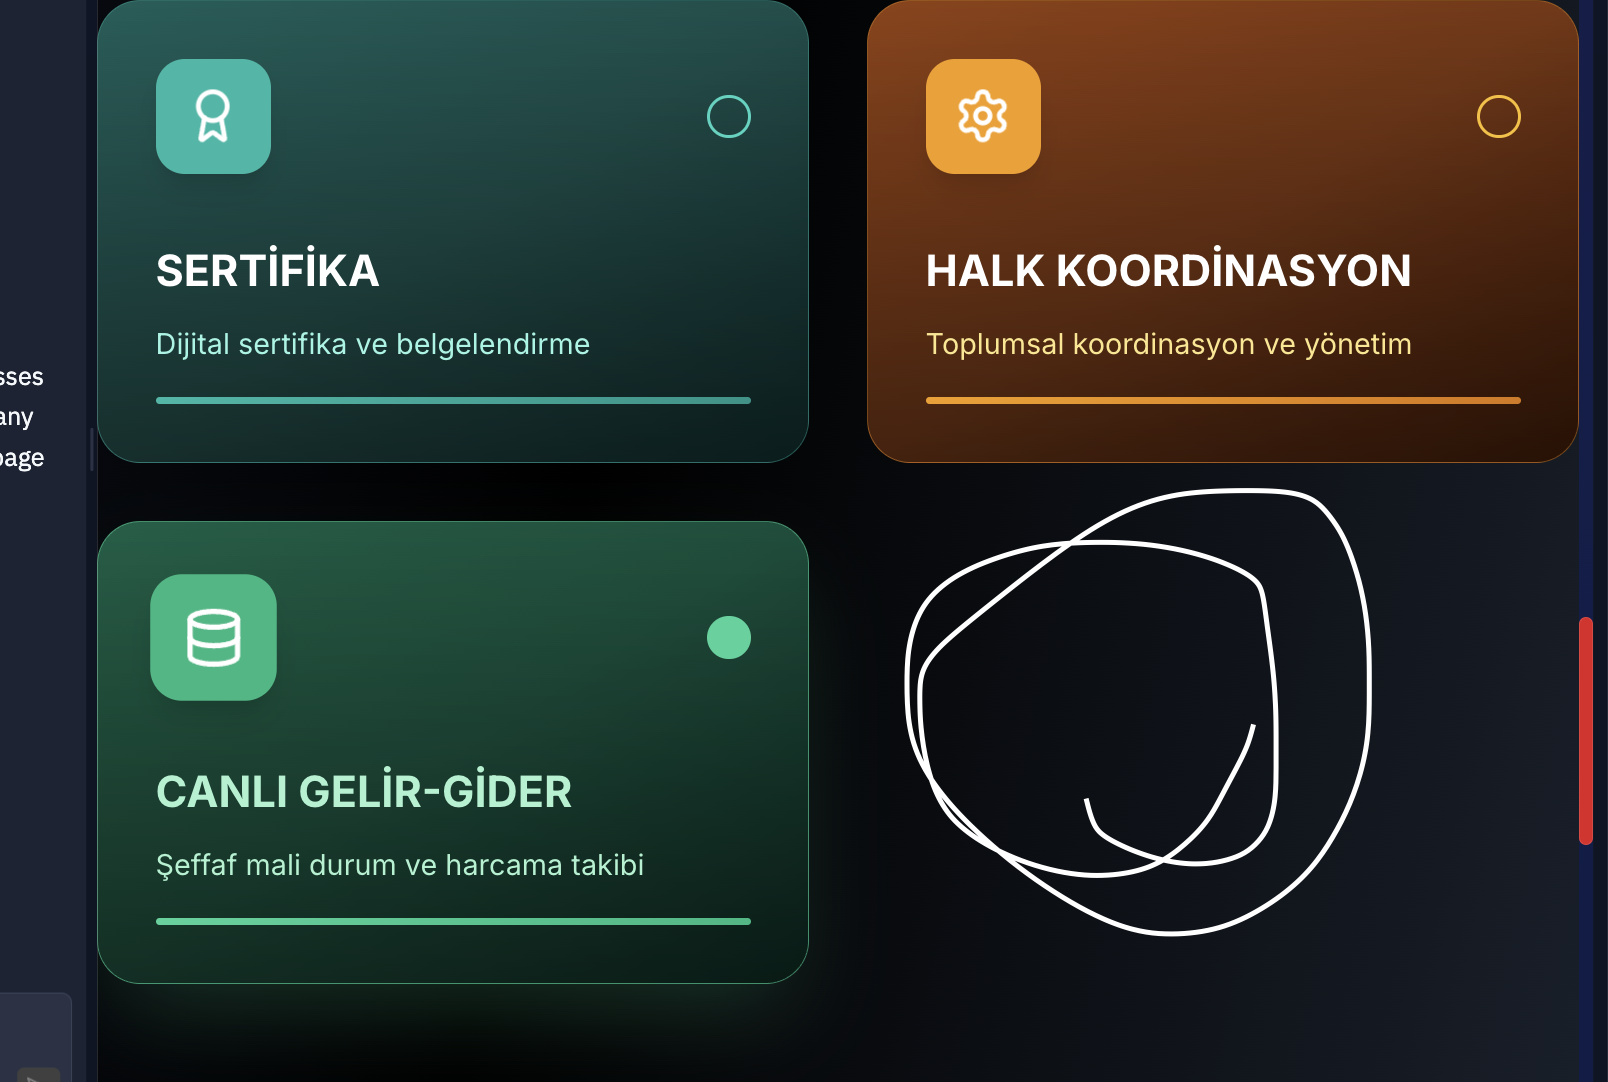 SERTİFİKA
Dijital sertifika ve belgelendirme
HALK KOORDİNASYON
Toplumsal koordinasyon ve yönetim
CANLI GELİR-GİDER
Şeffaf mali durum ve harcama takibi
any
page